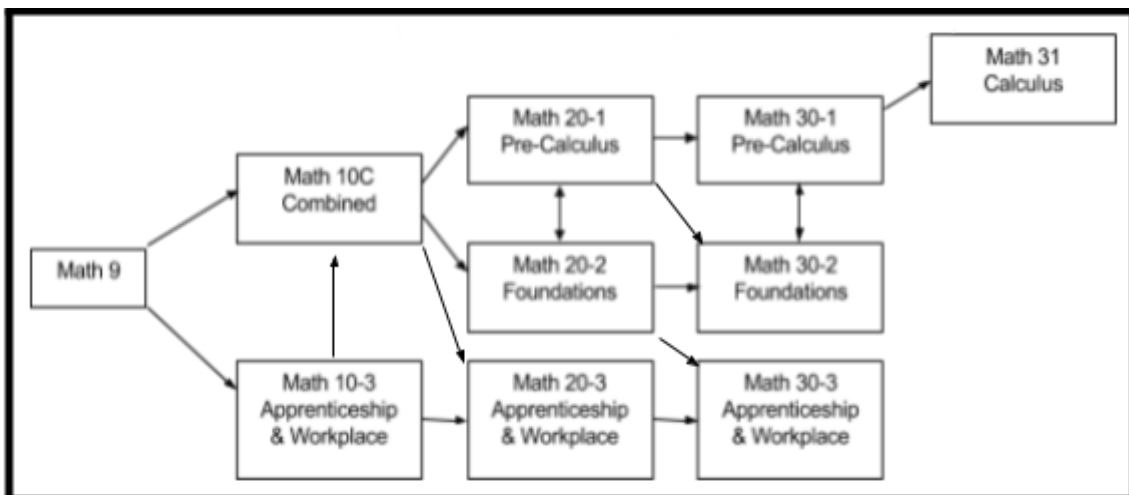 Math 9
Math 10C
Combined
Math 10-3
Apprenticeship
& Workplace
Math 20-1
Pre-Calculus
Math 20-2
Foundations
Math 20-3
Apprenticeship
& Workplace
Math 30-1
Pre-Calculus
Math 30-2
Foundations
Math 30-3
Apprenticeship
& Workplace
Math 31
Calculus